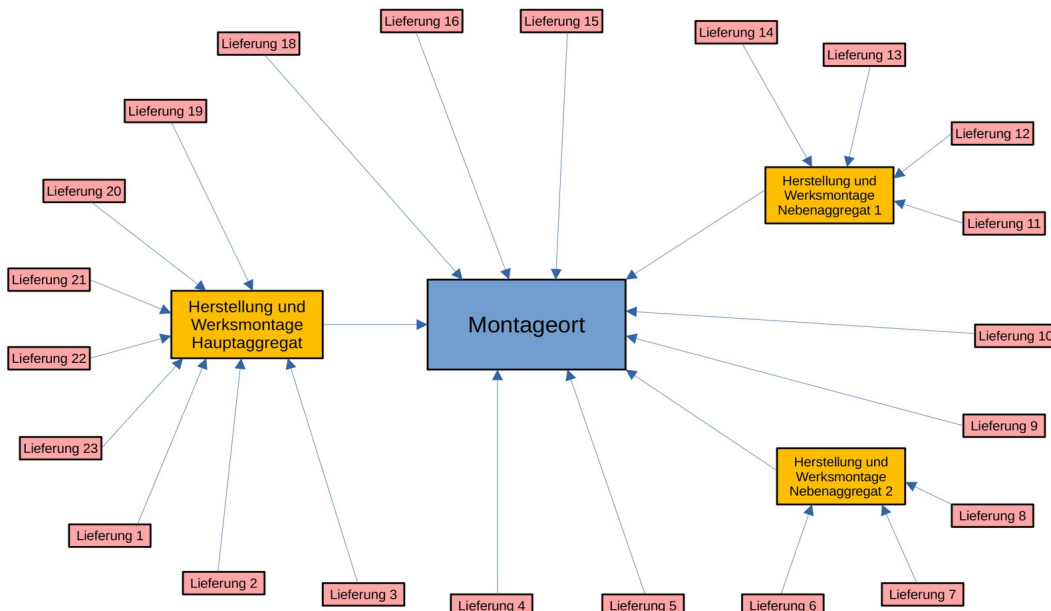 Lieferung 16
Lieferung 15
Lieferung 14
Lieferung 18
Lieferung 13
Lieferung 19
Lieferung 12
Herstellung und
Werksmontage
Nebenaggregat 1
Lieferung 20
Lieferung 11
Lieferung 21
Herstellung und
Werksmontage
Hauptaggregat
Montageort
Lieferung 10
Lieferung 22
Lieferung 9
Lieferung 23
Herstellung und
Werksmontage
Nebenaggregat 2
Lieferung 8
Lieferung 1
Lieferung 2
Lieferung 3
Lieferung 4
Lieferung 5
Lieferung 6
Lieferung 7